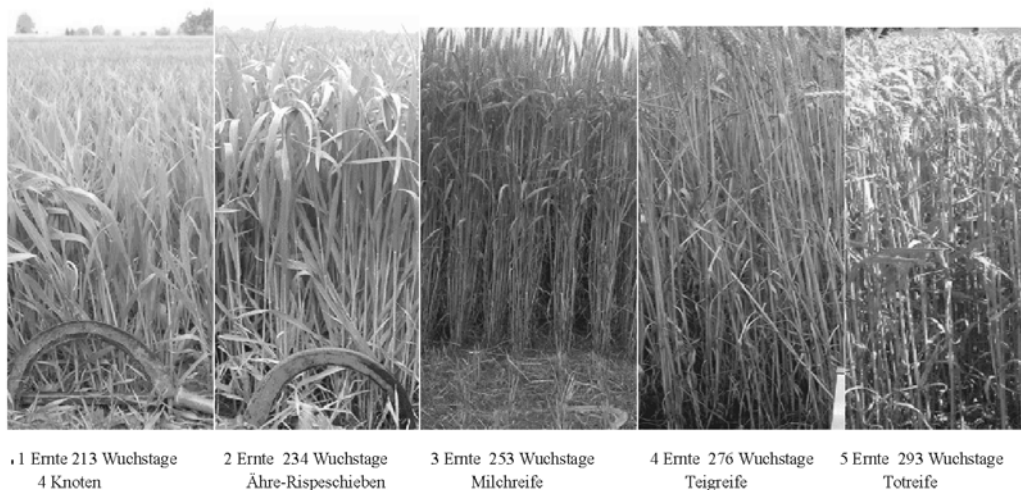 1 Ernte 213 Wuchstage
4 Knoten
2 Ernte 234 Wuchstage
Ähre-Rispeschieben
3 Ernte 253 Wuchstage
Milchreife
4 Ernte 276 Wuchstage
Teigreife
5 Ernte 293 Wuchstage
Totreife